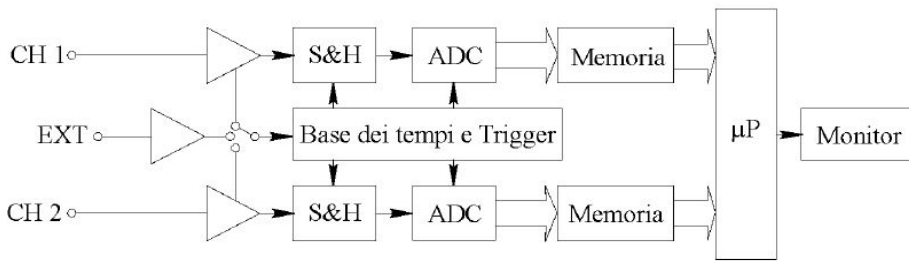 CH 1
S&H
ADC
Memoria
EXT
Base dei tempi e Trigger
μP
Monitor
CH 2
S&H
ADC
Memoria